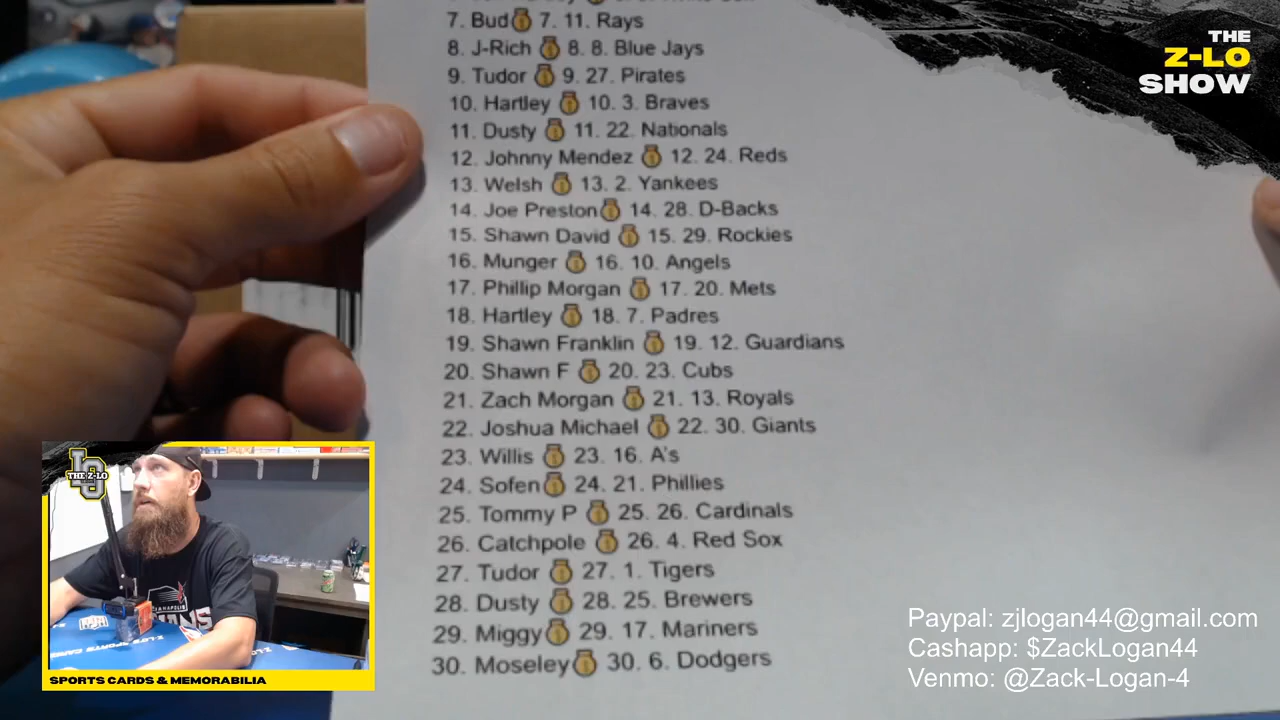 7. Bud 7. 11. Rays
8. J-Rich 8. 8. Blue Jays
9. Tudor 9. 27. Pirates
10. Hartley 10. 3. Braves
11. Dusty 11. 22. Nationals
12. Johnny Mendez 12. 24. Reds
13. Welsh 13. 2. Yankees
14. Joe Preston 14. 28. D-Backs
15. Shawn David 15. 29. Rockies
16. Munger 16. 10. Angels
17. Phillip Morgan 17. 20. Mets
18. Hartley 18. 7. Padres
19. Shawn Franklin 19. 12. Guardians
20. Shawn F 20. 23. Cubs
21. Zach Morgan 21. 13. Royals
22. Joshua Michael 22. 30. Giants
23. Willis 23. 16. A's
24. Sofen 24. 21. Phillies
25. Tommy P 25. 26. Cardinals
26. Catchpole 26. 4. Red Sox
27. Tudor 27. 1. Tigers
28. Dusty 28. 25. Brewers
29. Miggy 29. 17. Mariners
30. Moseley 30. 6. Dodgers
THE
Z-LO
SHOW
THE Z-LO
SPORTS CARDS & MEMORABILIA
Paypal: zjlogan44@gmail.com
Cashapp: $ZackLogan44
Venmo: @Zack-Logan-4